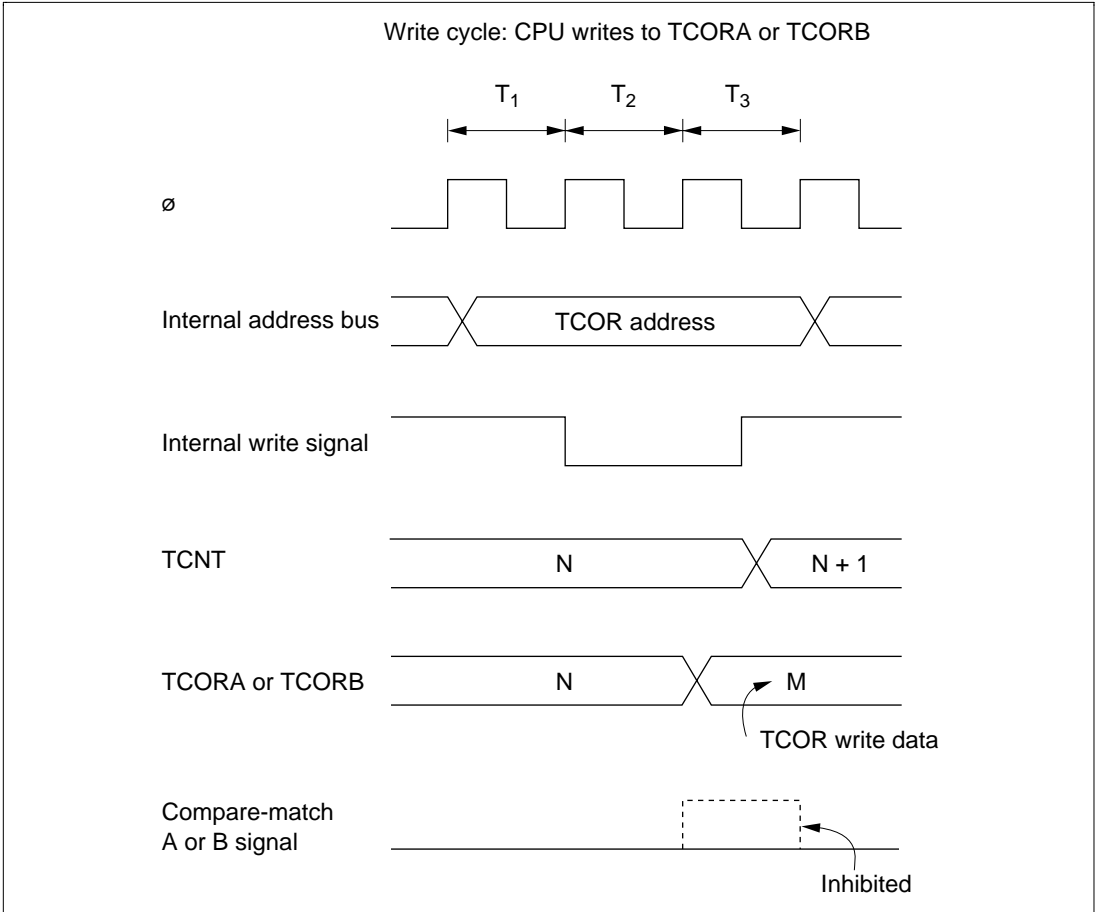 Write cycle: CPU writes to TCORA or TCORB
T1 T2 T3
ø
Internal address bus
TCOR address
Internal write signal
TCNT
N
N + 1
TCORA or TCORB
N
M
TCOR write data
Compare-match
A or B signal
Inhibited